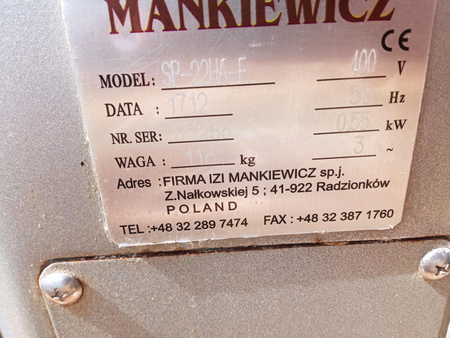 MANKIEWICZ
CE
MODEL: SP-22HA-F 400 V
DATA : 1712 Hz
NR. SER: 0,55 kW
WAGA : kg 3 ~
Adres : FIRMA IZI MANKIEWICZ sp.j.
Z.Nałkowskiej 5 ; 41-922 Radzionków
POLAND
TEL :+48 32 289 7474 FAX : +48 32 387 1760